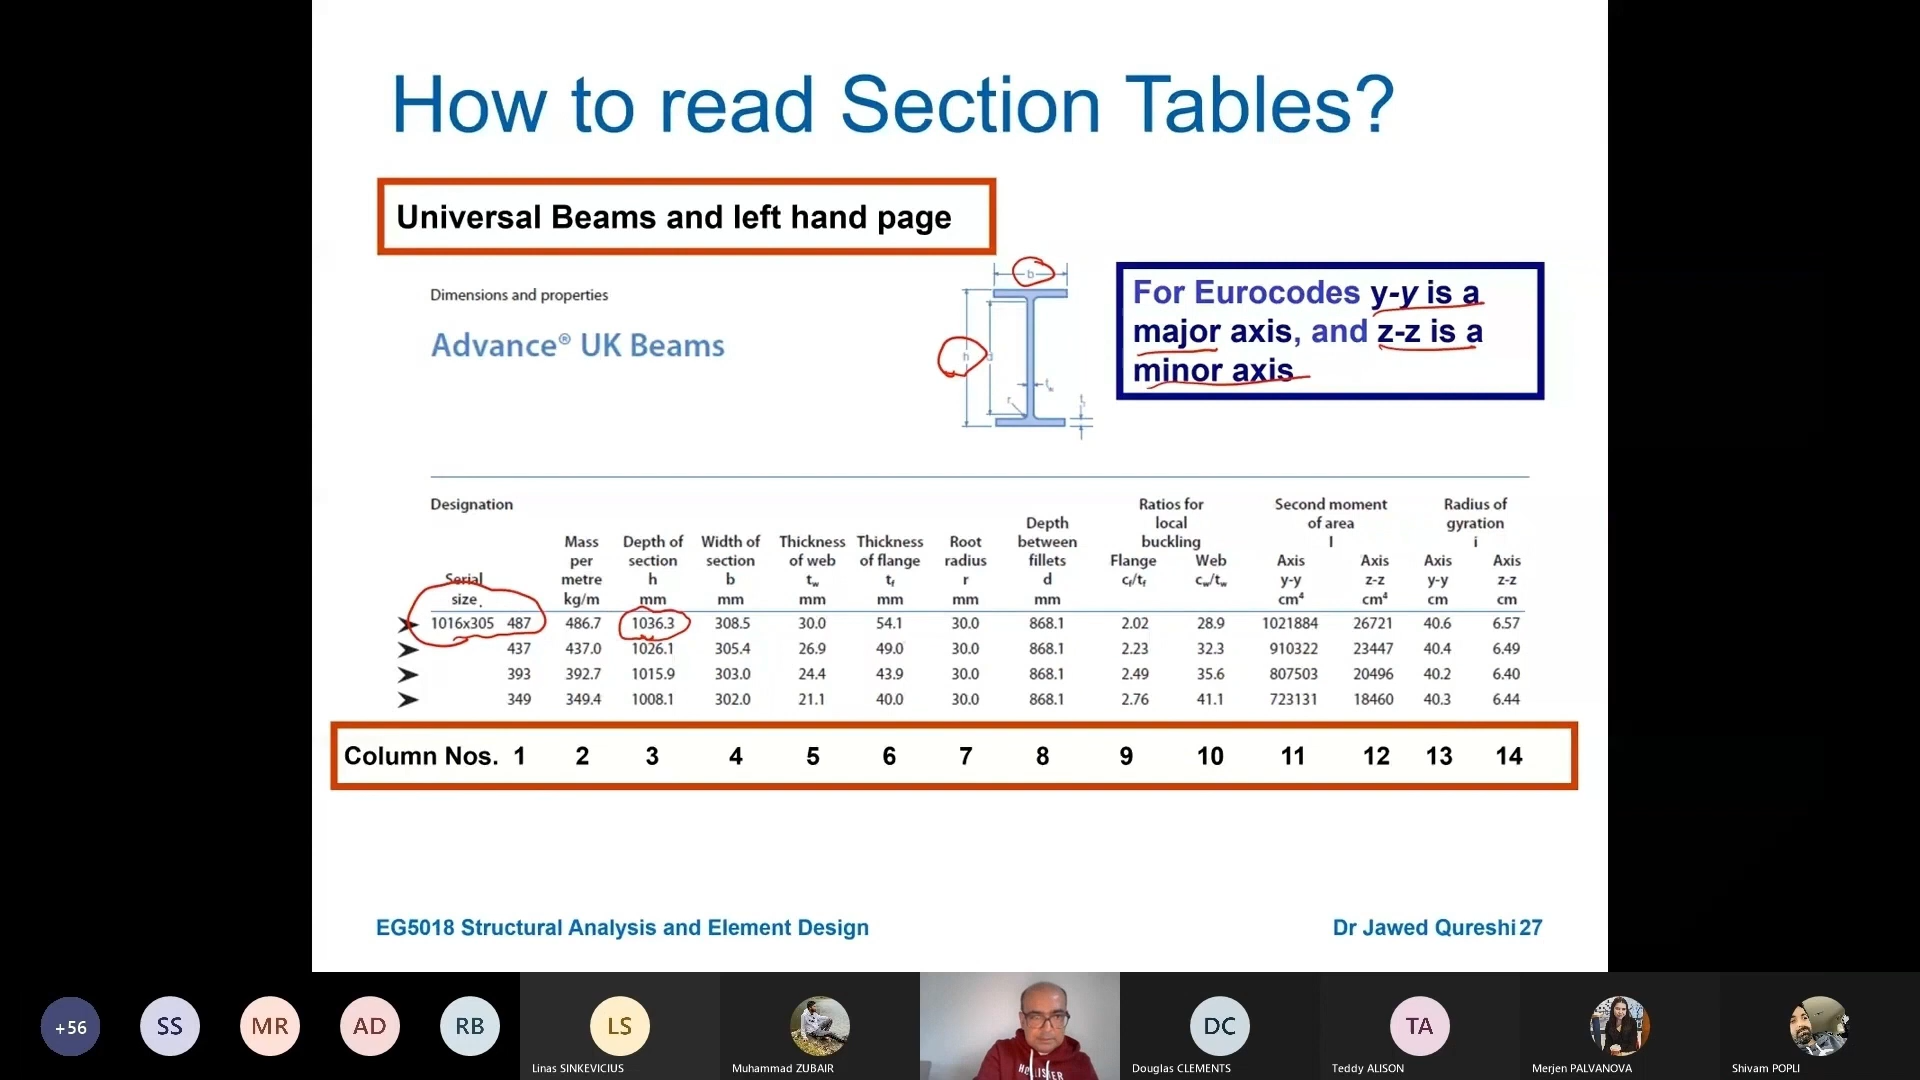 How to read Section Tables?
Universal Beams and left hand page
Dimensions and properties
Advance® UK Beams
b
h
d
tw
r
For Eurocodes y-y is a
major axis, and z-z is a
minor axis
Designation Ratios for Second moment Radius of
Depth local of area gyration
Mass Depth of Width of Thickness Thickness Root between buckling I i
per section section of web of flange radius fillets Flange Web Axis Axis Axis Axis
Serial metre h b tw tf r d cf/tf cw/tw y-y z-z y-y z-z
size kg/m mm mm mm mm mm mm cm⁴ cm⁴ cm cm
1016x305 487 486.7 1036.3 308.5 30.0 54.1 30.0 868.1 2.02 28.9 1021884 26721 40.6 6.57
437 437.0 1026.1 305.4 26.9 49.0 30.0 868.1 2.23 32.3 910322 23447 40.4 6.49
393 392.7 1015.9 303.0 24.4 43.9 30.0 868.1 2.49 35.6 807503 20496 40.2 6.40
349 349.4 1008.1 302.0 21.1 40.0 30.0 868.1 2.76 41.1 723131 18460 40.3 6.44
Column Nos. 1 2 3 4 5 6 7 8 9 10 11 12 13 14
EG5018 Structural Analysis and Element Design Dr Jawed Qureshi 27
+56 SS MR AD RB LS DC TA
Linas SINKEVICIUS Muhammad ZUBAIR Douglas CLEMENTS Teddy ALISON Merjen PALVANOVA Shivam POPLI